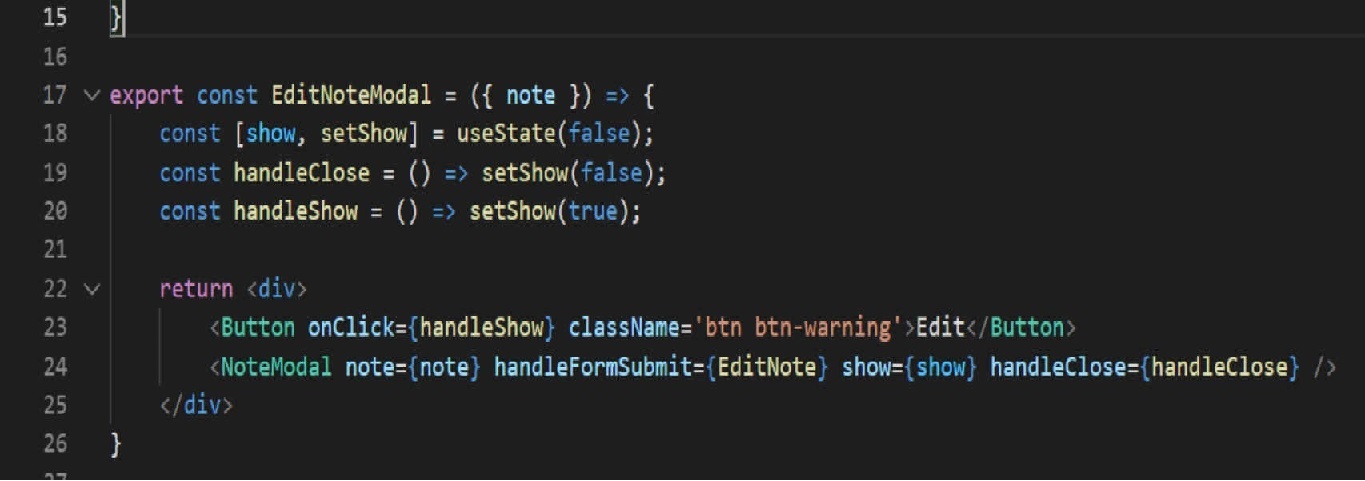 15 }
16
17 export const EditNoteModal = ({ note }) => {
18 const [show, setShow] = useState(false);
19 const handleClose = () => setShow(false);
20 const handleShow = () => setShow(true);
21
22 return <div>
23 <Button onClick={handleShow} className='btn btn-warning'>Edit</Button>
24 <NoteModal note={note} handleFormSubmit={EditNote} show={show} handleClose={handleClose} />
25 </div>
26 }
27